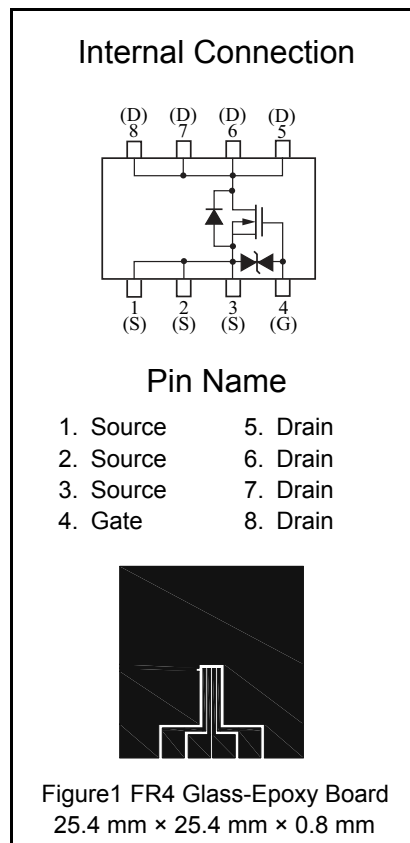 Internal Connection
(D) (D) (D) (D)
8 7 6 5
1 2 3 4
(S) (S) (S) (G)
Pin Name
1. Source 5. Drain
2. Source 6. Drain
3. Source 7. Drain
4. Gate 8. Drain
Figure1 FR4 Glass-Epoxy Board
25.4 mm × 25.4 mm × 0.8 mm